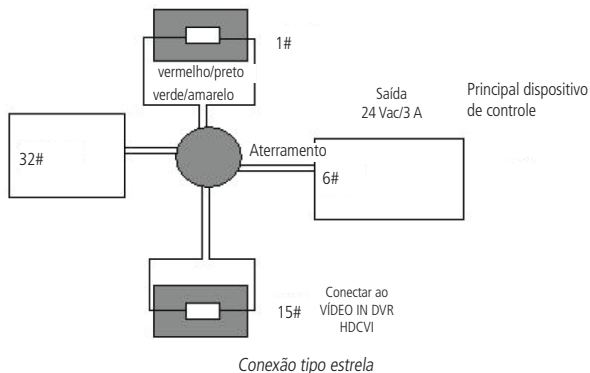 1#
vermelho/preto
verde/amarelo
Saída
24 Vac/3 A
Principal dispositivo
de controle
32#
Aterramento
6#
15#
Conectar ao
VÍDEO IN DVR
HDCVI
Conexão tipo estrela